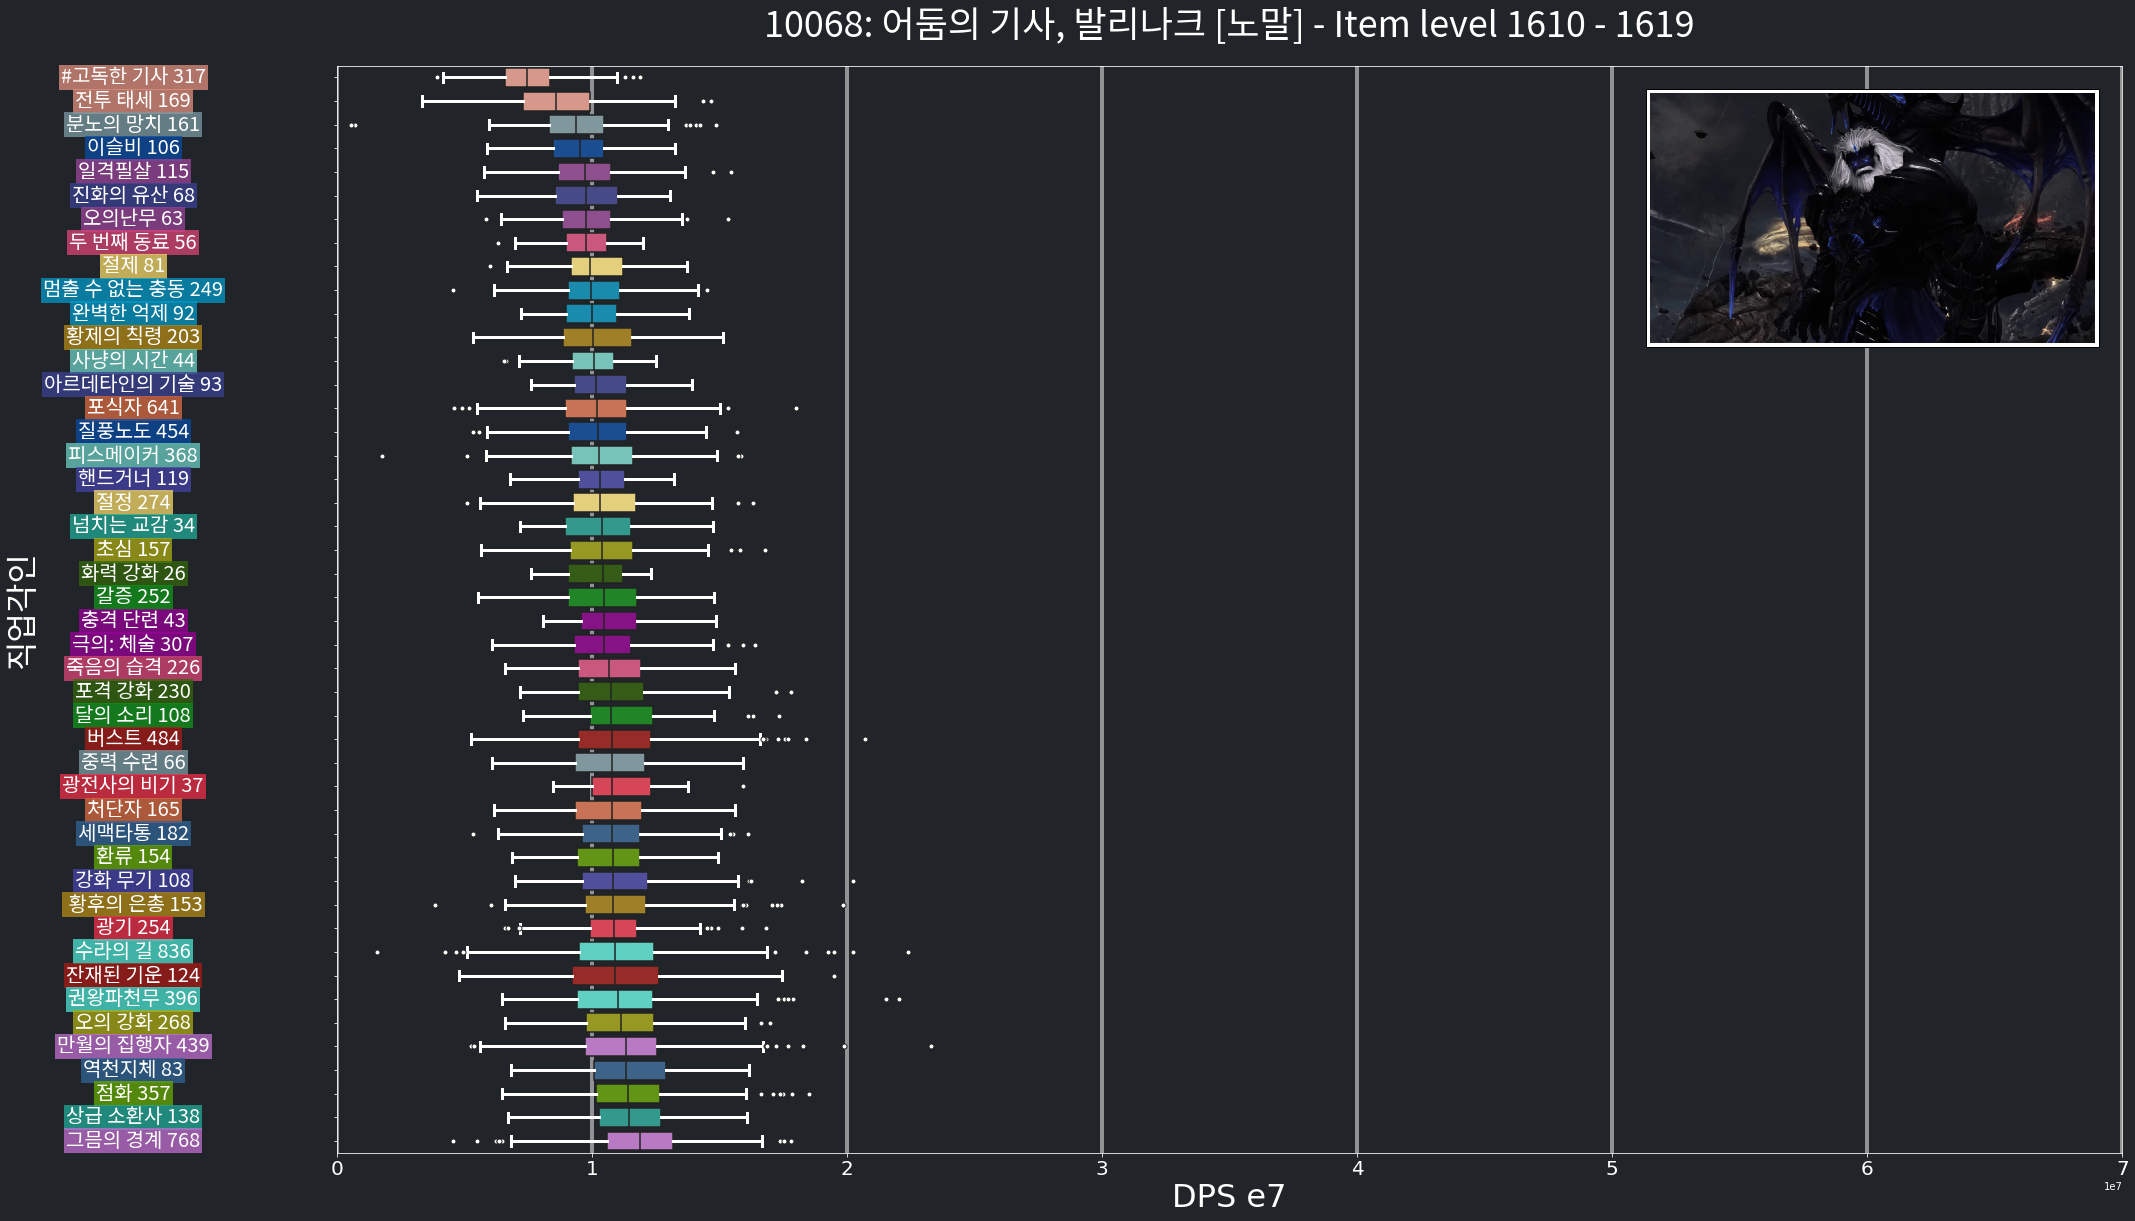 10068: 어둠의 기사, 발리나크 [노말] - Item level 1610 - 1619
#고독한 기사 317
전투 태세 169
분노의 망치 161
이슬비 106
일격필살 115
진화의 유산 68
오의난무 63
두 번째 동료 56
절제 81
멈출 수 없는 충동 249
완벽한 억제 92
황제의 칙령 203
사냥의 시간 44
아르데타인의 기술 93
포식자 641
질풍노도 454
피스메이커 368
핸드거너 119
절정 274
넘치는 교감 34
초심 157
화력 강화 26
갈증 252
충격 단련 43
극의: 체술 307
죽음의 습격 226
포격 강화 230
달의 소리 108
버스트 484
중력 수련 66
광전사의 비기 37
처단자 165
세맥타통 182
환류 154
강화 무기 108
황후의 은총 153
광기 254
수라의 길 836
잔재된 기운 124
권왕파천무 396
오의 강화 268
만월의 집행자 439
역천지체 83
점화 357
상급 소환사 138
그믐의 경계 768
직업각인
0 1 2 3 4 5 6 7
1e7
DPS e7